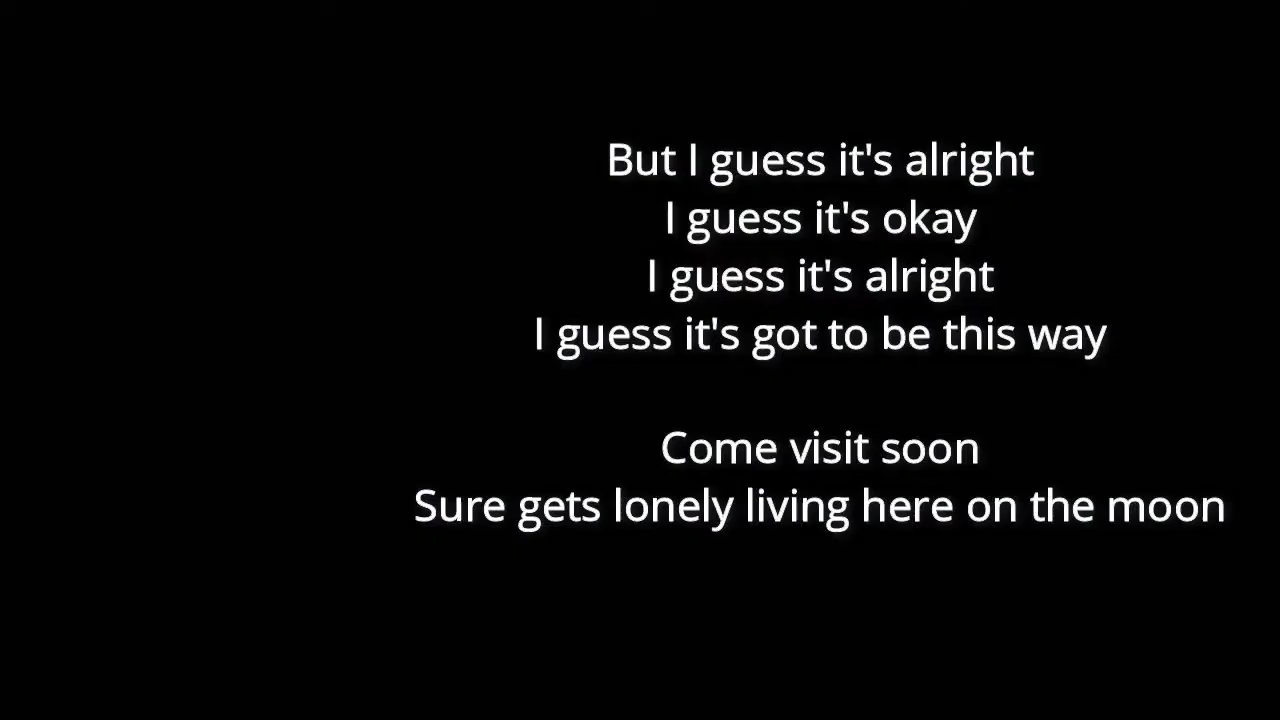 But I guess it's alright
I guess it's okay
I guess it's alright
I guess it's got to be this way
Come visit soon
Sure gets lonely living here on the moon